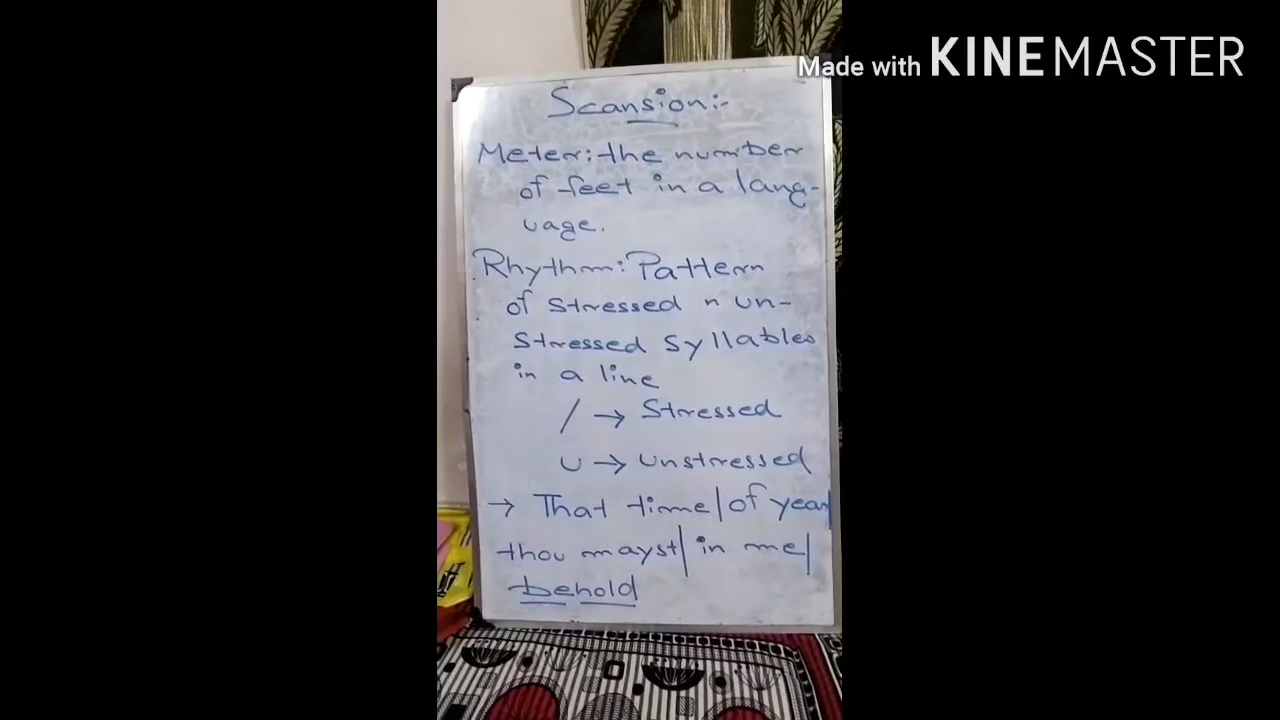 Made with KINEMASTER
Scansion:-
Meter: the number
of feet in a lang-
uage.
Rhythm: Pattern
of stressed n un-
stressed syllables
in a line
/ → Stressed
u → unstressed
→ That time/of year/
thou mayst/in me/
behold